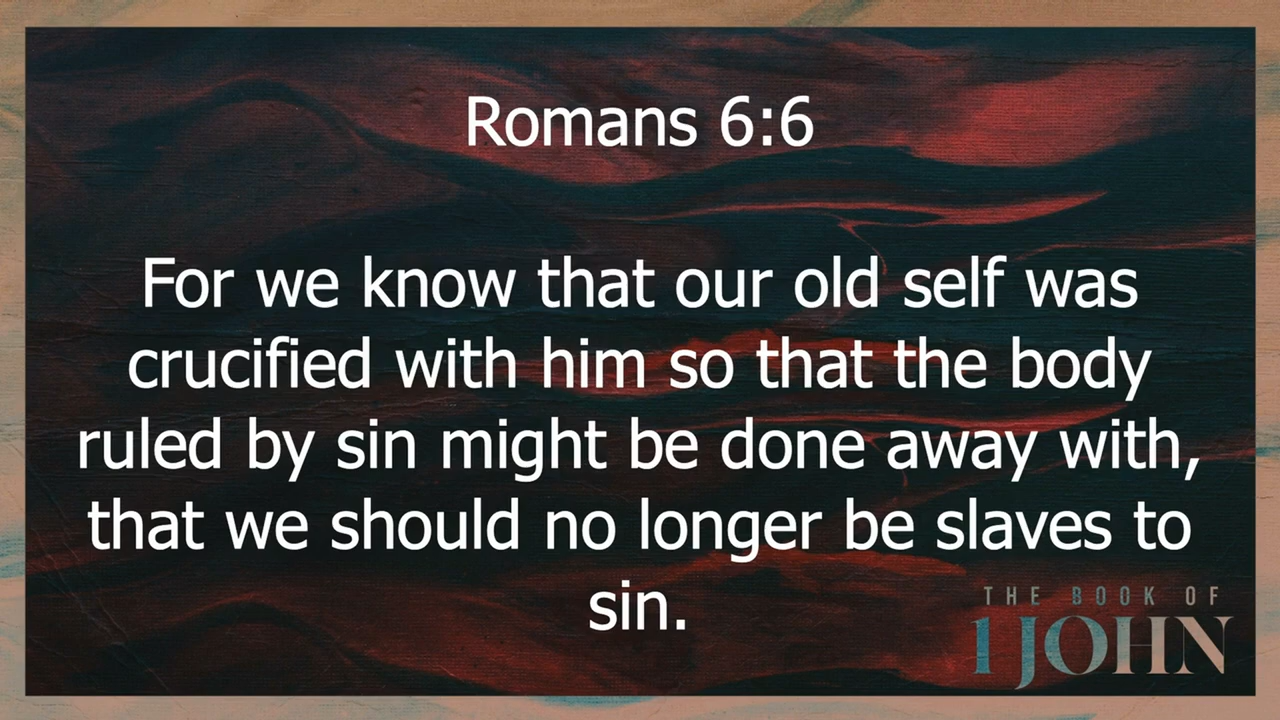 Romans 6:6
For we know that our old self was
crucified with him so that the body
ruled by sin might be done away with,
that we should no longer be slaves to
sin.
THE BOOK OF
1 JOHN